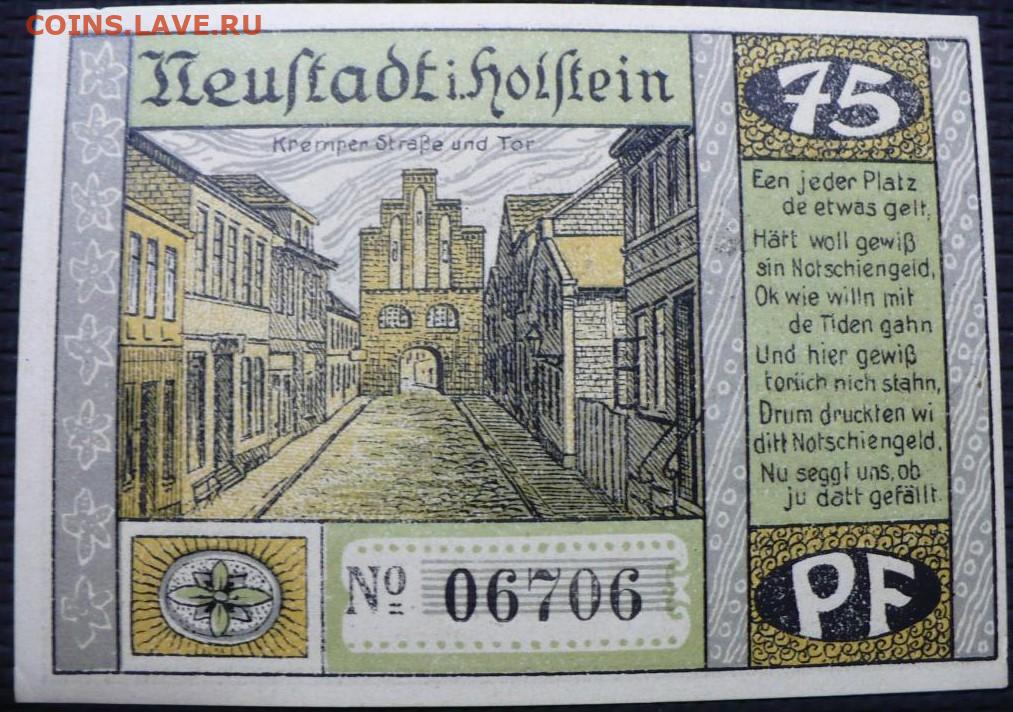 COINS.LAVE.RU
Neuſtadt i. Holſtein
Kremper Straße und Tor
75
Een jeder Platz
de etwas gelt,
Hätt woll gewiß
sin Notschiengeld,
Ok wie willn mit
de Tiden gahn
Und hier gewiß
torüch nich stahn,
Drum druckten wi
ditt Notschiengeld.
Nu seggt uns, ob
ju datt gefällt.
No 06706
PF